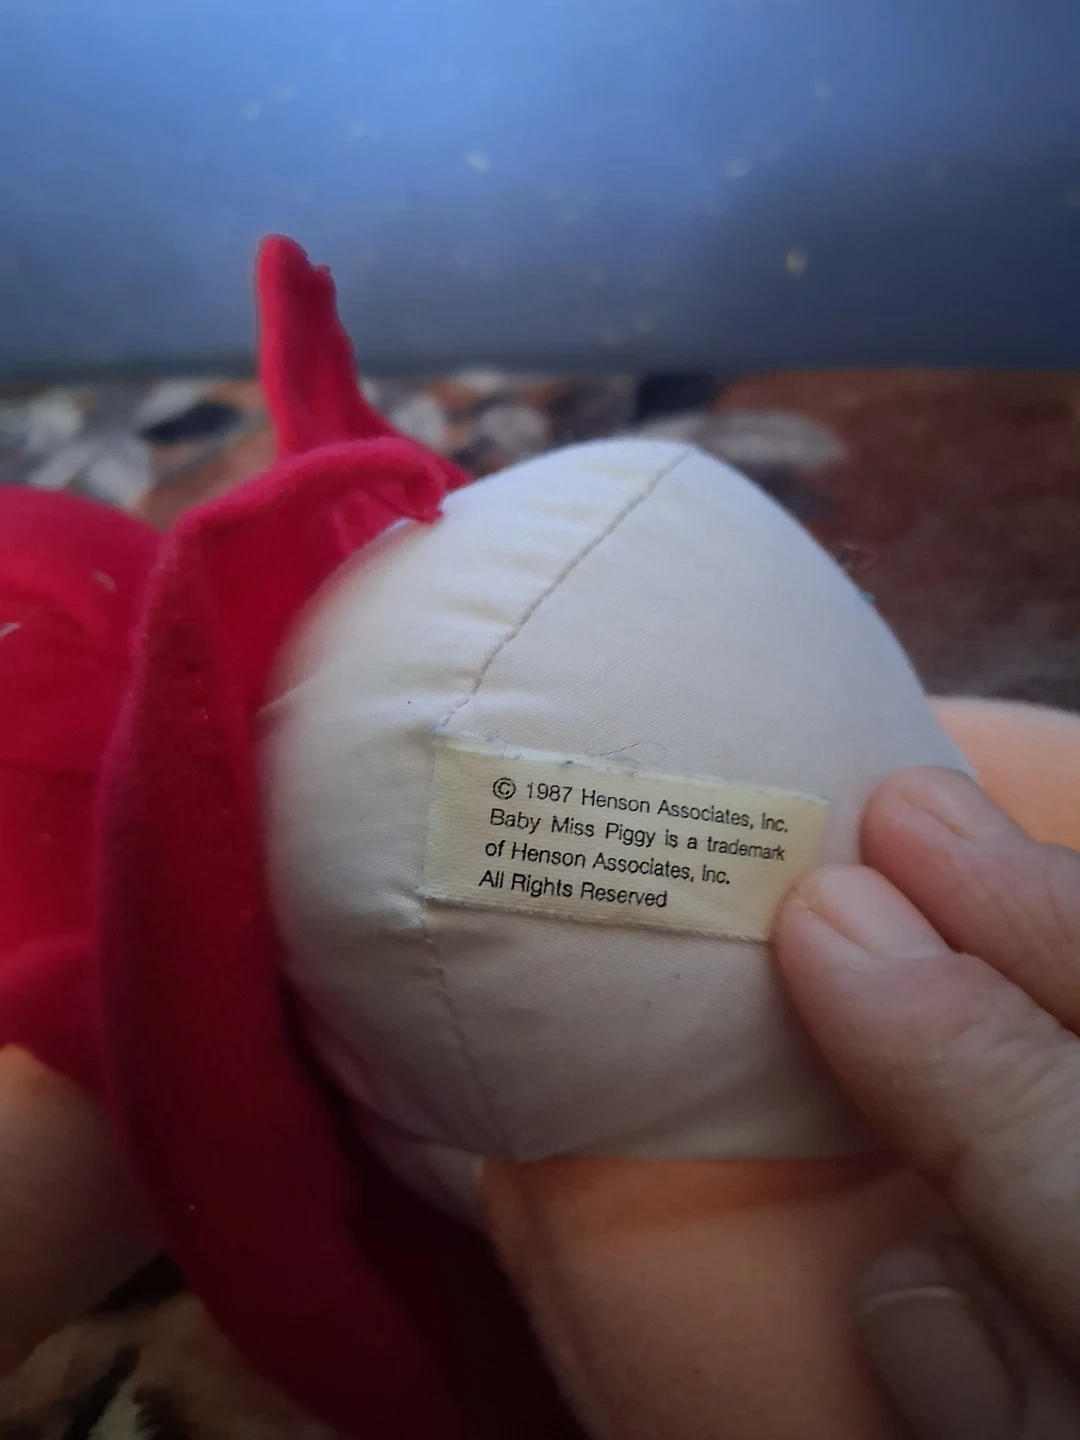 © 1987 Henson Associates, Inc.
Baby Miss Piggy is a trademark
of Henson Associates, Inc.
All Rights Reserved